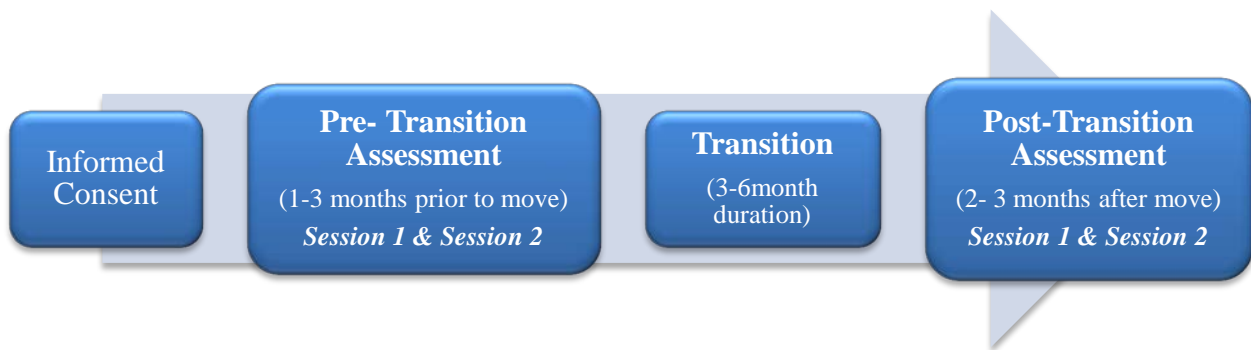 Informed
Consent
Pre- Transition
Assessment
(1-3 months prior to move)
Session 1 & Session 2
Transition
(3-6month
duration)
Post-Transition
Assessment
(2- 3 months after move)
Session 1 & Session 2